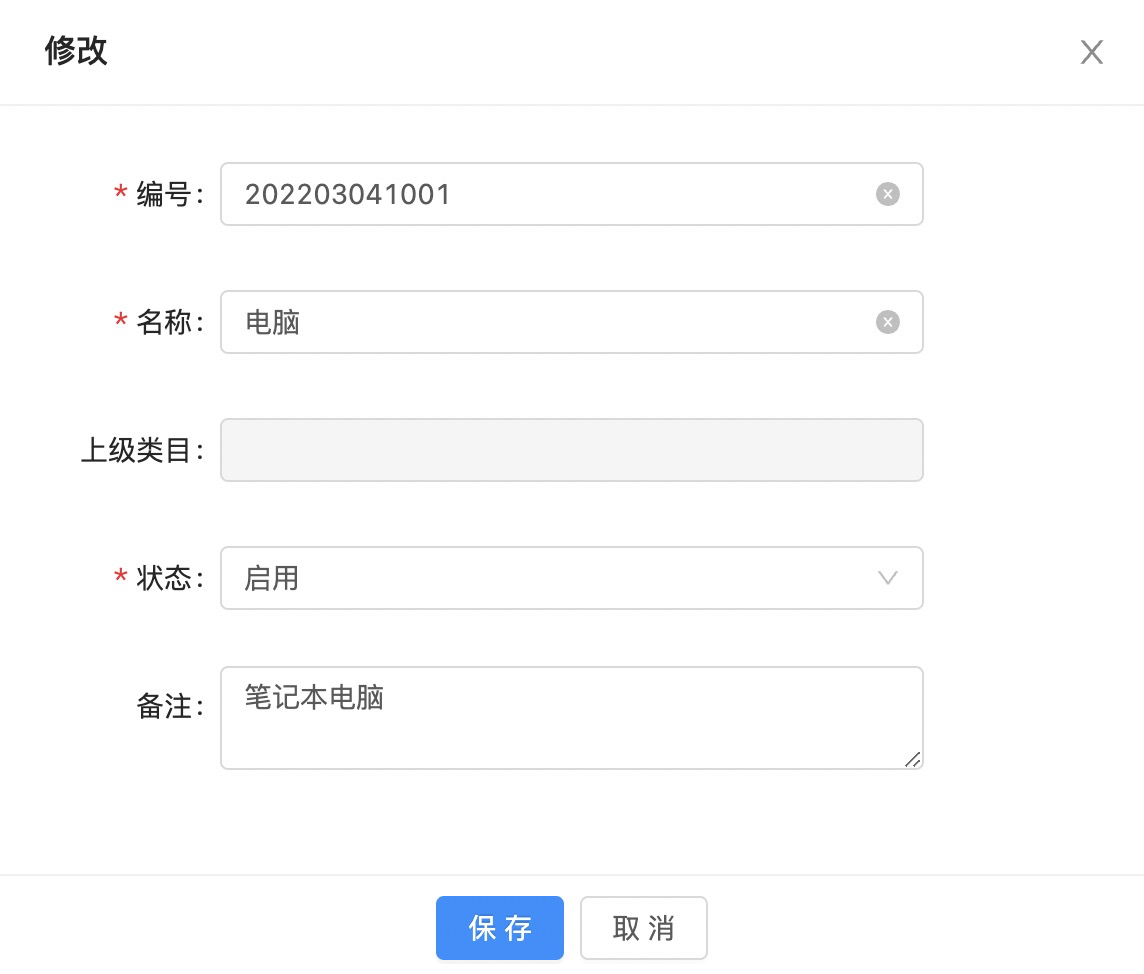 修改
* 编号: 202203041001
* 名称: 电脑
上级类目:
* 状态: 启用
备注: 笔记本电脑
保存 取消